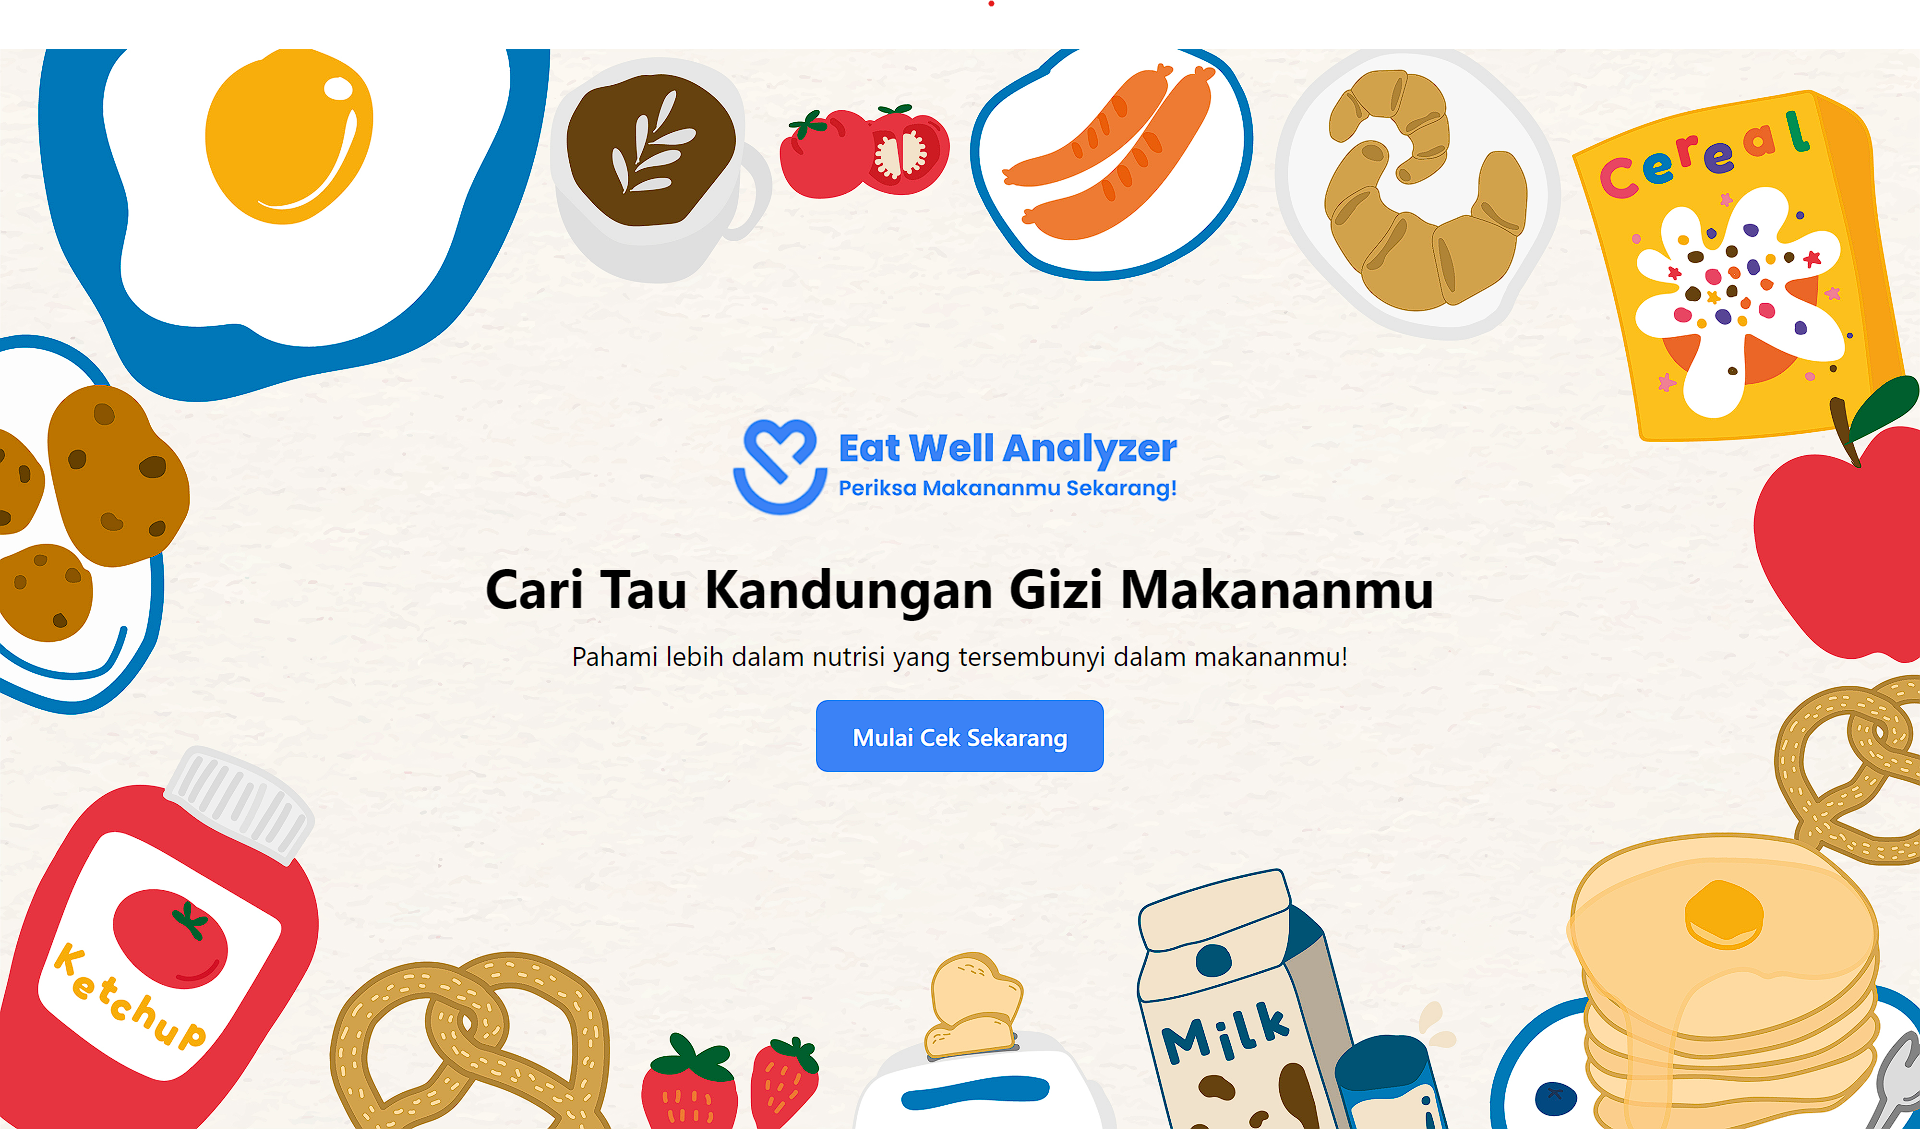 Cereal
Eat Well Analyzer
Periksa Makananmu Sekarang!
Cari Tau Kandungan Gizi Makananmu
Pahami lebih dalam nutrisi yang tersembunyi dalam makananmu!
Mulai Cek Sekarang
Ketchup
Milk